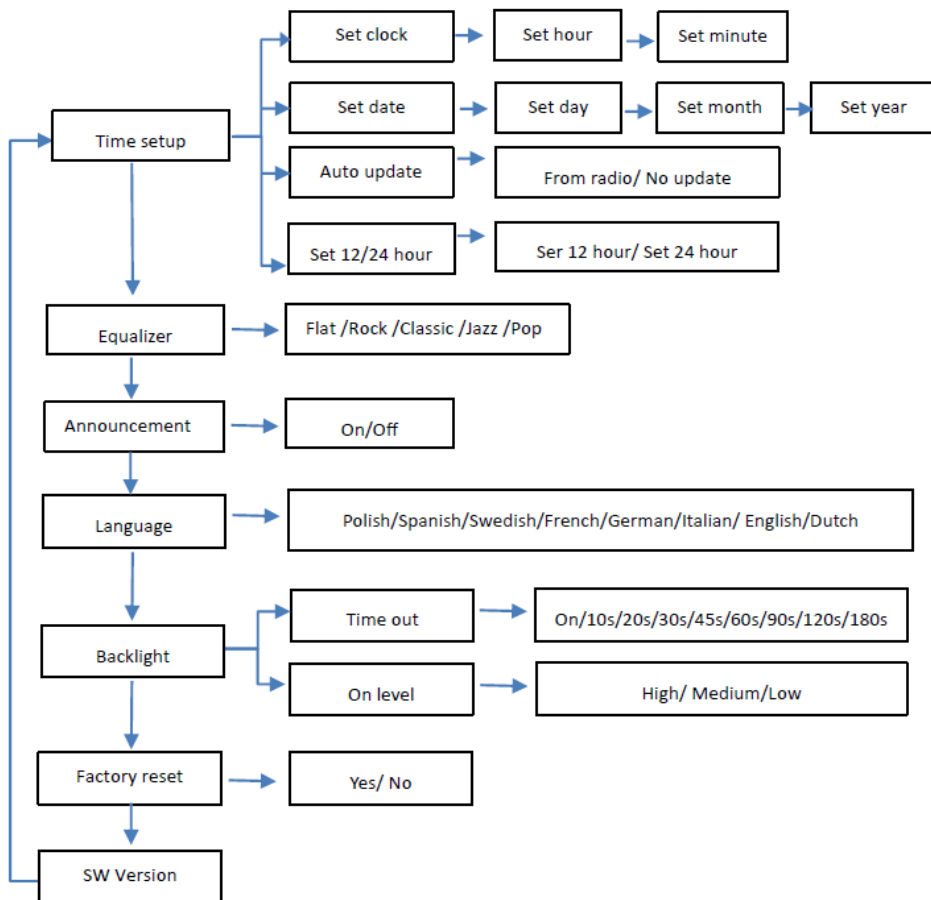 Set clock
Set hour
Set minute
Set date
Set day
Set month
Set year
Time setup
Auto update
From radio/ No update
Set 12/24 hour
Ser 12 hour/ Set 24 hour
Equalizer
Flat /Rock /Classic /Jazz /Pop
Announcement
On/Off
Language
Polish/Spanish/Swedish/French/German/Italian/ English/Dutch
Time out
On/10s/20s/30s/45s/60s/90s/120s/180s
Backlight
On level
High/ Medium/Low
Factory reset
Yes/ No
SW Version